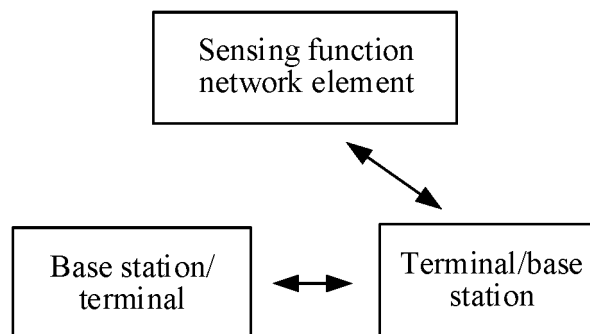 Sensing function
network element
Base station/
terminal
Terminal/base
station